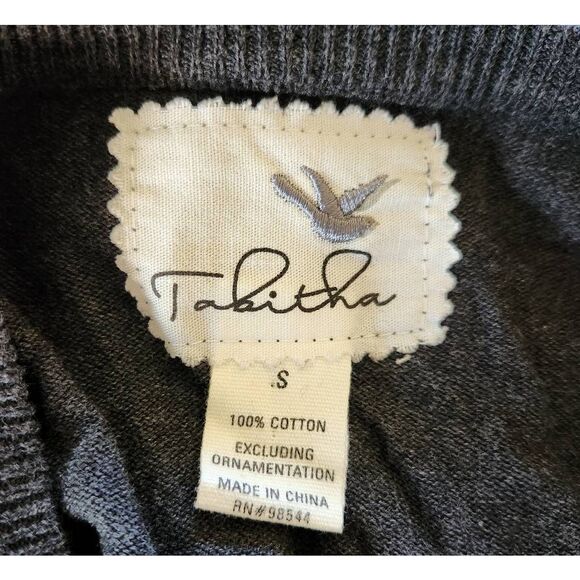 Tabitha
S
100% COTTON
EXCLUDING
ORNAMENTATION
MADE IN CHINA
RN#98544